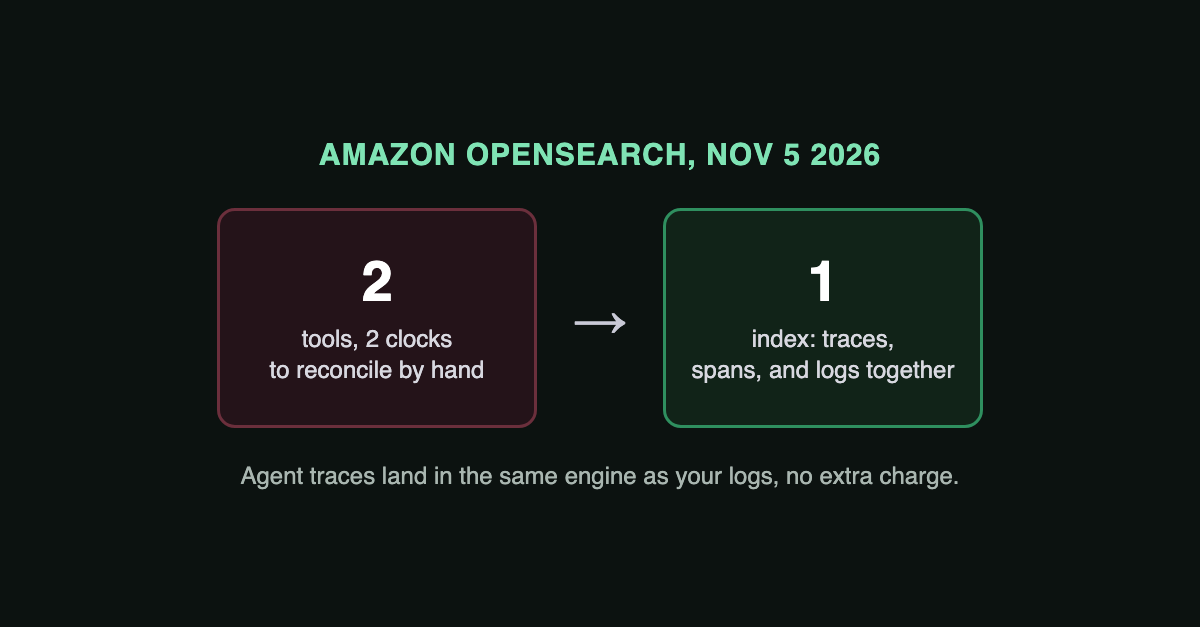 AMAZON OPENSEARCH, NOV 5 2026
2
tools, 2 clocks
to reconcile by hand
→
1
index: traces,
spans, and logs together
Agent traces land in the same engine as your logs, no extra charge.